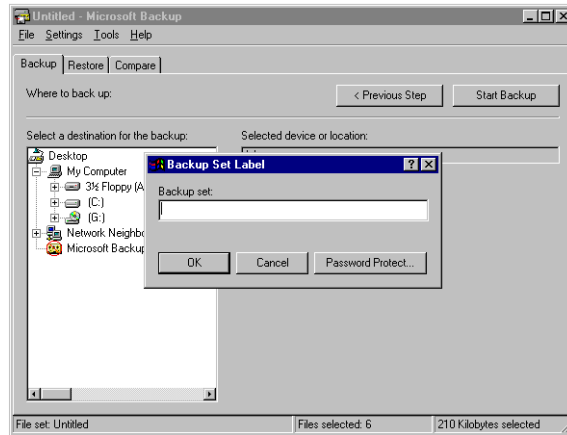 Untitled - Microsoft Backup
File Settings Tools Help
Backup Restore Compare
Where to back up:
< Previous Step Start Backup
Select a destination for the backup: Selected device or location:
Desktop
Backup Set Label
My Computer
3½ Floppy (A
Backup set:
(C:)
(G:)
Network Neighbo
Microsoft Backup
OK Cancel Password Protect...
File set: Untitled Files selected: 6 210 Kilobytes selected